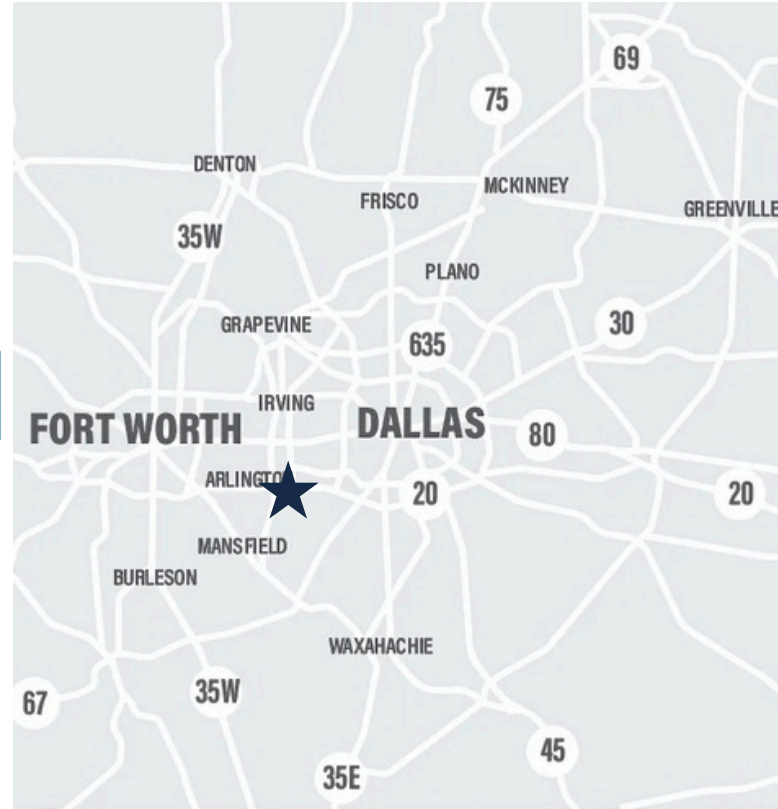 69
75
DENTON
MCKINNEY
FRISCO
GREENVILLE
35W
PLANO
GRAPEVINE
30
635
IRVING
FORT WORTH
DALLAS
80
ARLINGTO
20
20
MANSFIELD
BURLESON
WAXAHACHIE
35W
67
45
35E